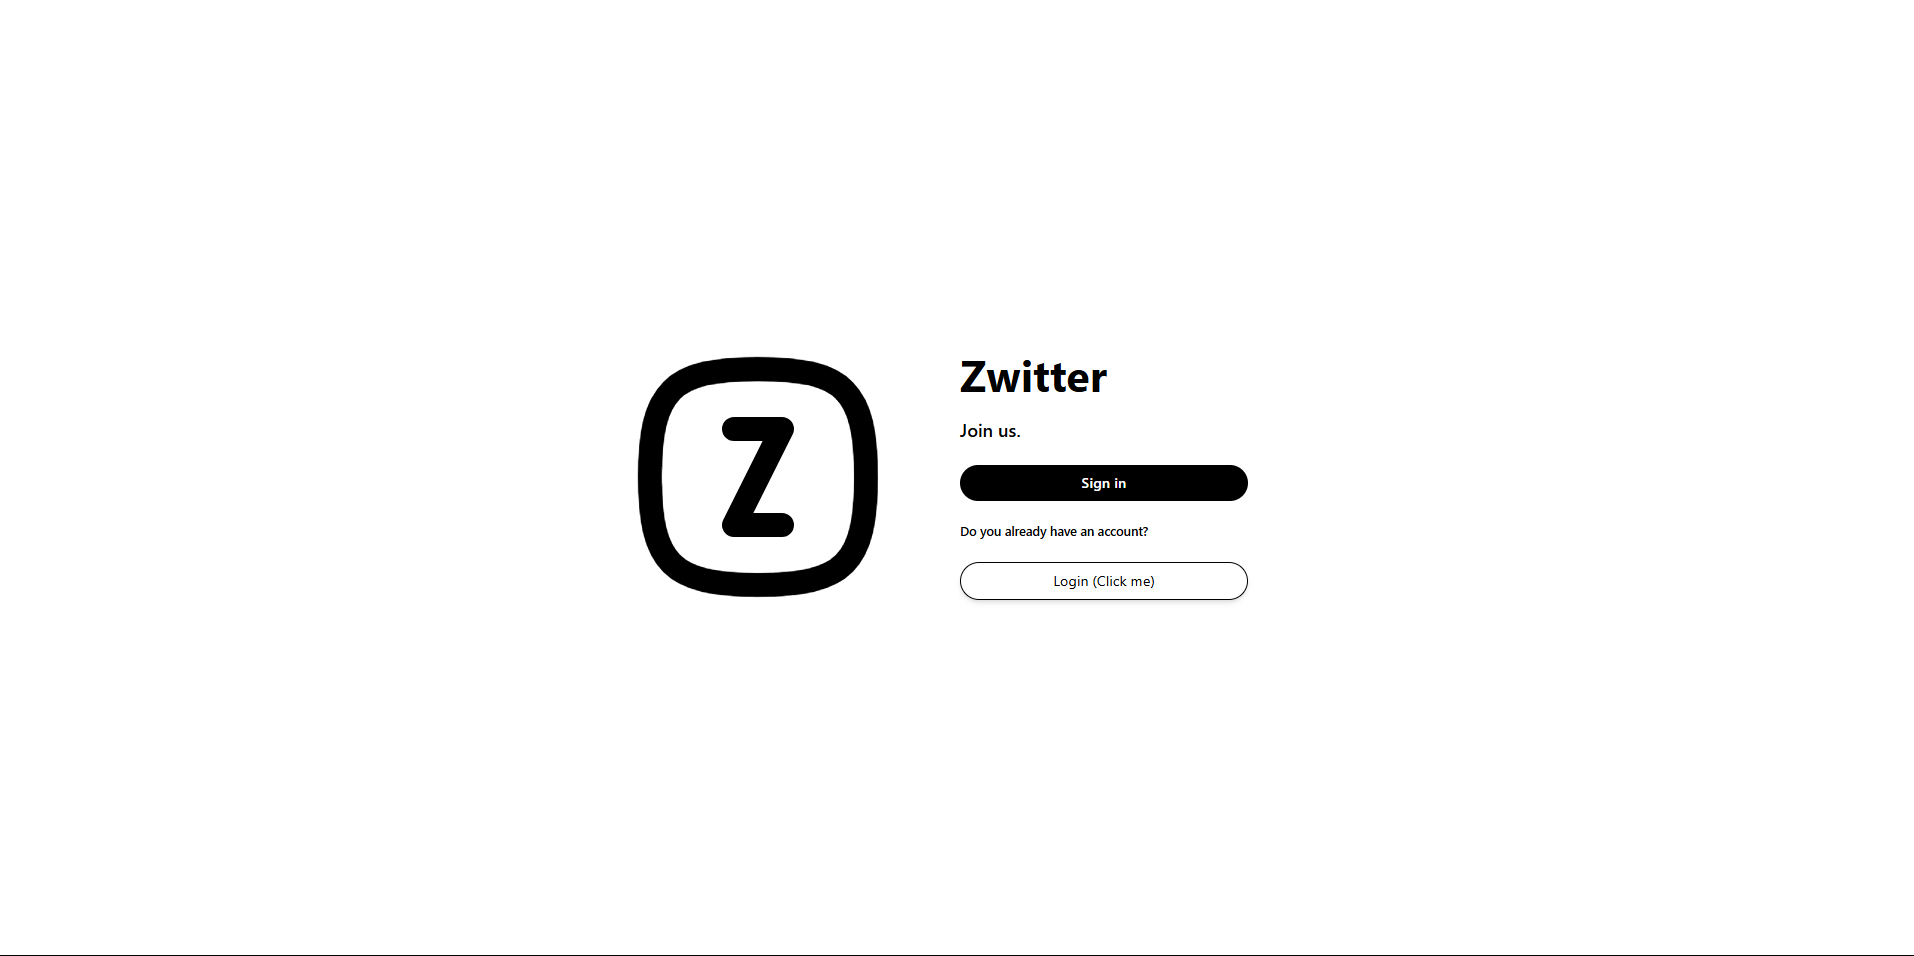 Z
Zwitter
Join us.
Sign in
Do you already have an account?
Login (Click me)